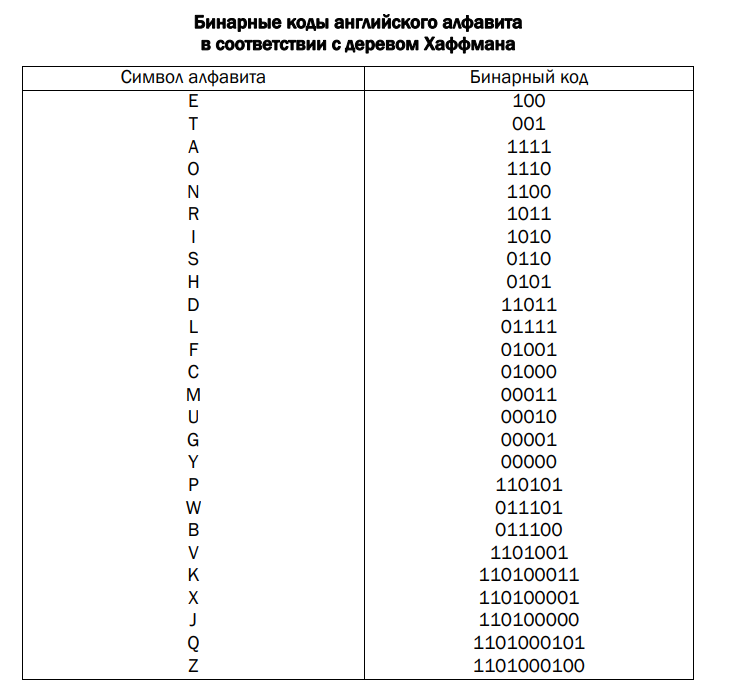 Бинарные коды английского алфавита
в соответствии с деревом Хаффмана
Символ алфавита Бинарный код
E 100
T 001
A 1111
O 1110
N 1100
R 1011
I 1010
S 0110
H 0101
D 11011
L 01111
F 01001
C 01000
M 00011
U 00010
G 00001
Y 00000
P 110101
W 011101
B 011100
V 1101001
K 110100011
X 110100001
J 110100000
Q 1101000101
Z 1101000100